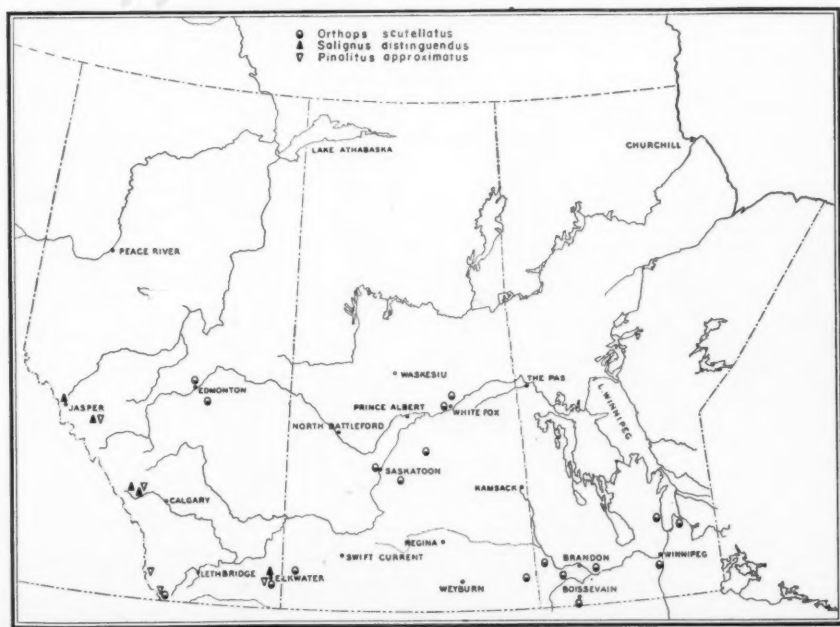 Orthops scutellatus
Salignus distinguendus
Pinalitus approximatus
CHURCHILL
LAKE ATHABASKA
PEACE RIVER
WASKESIU
THE PAS
EDMONTON
JASPER
PRINCE ALBERT
WHITE FOX
L. WINNIPEG
NORTH BATTLEFORD
SASKATOON
KAMSACK
CALGARY
REGINA
SWIFT CURRENT
BRANDON
WINNIPEG
LETHBRIDGE
ELKWATER
WEYBURN
BOISSEVAIN